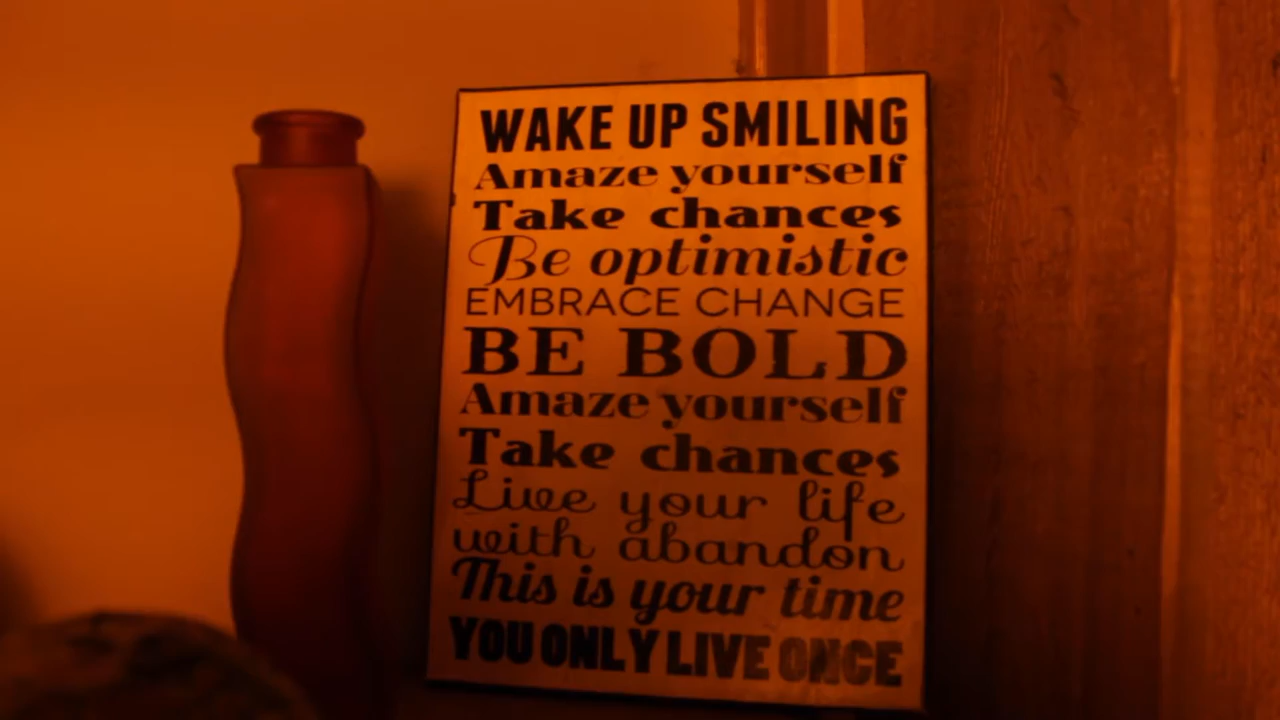 WAKE UP SMILING
Amaze yourself
Take chances
Be optimistic
EMBRACE CHANGE
BE BOLD
Amaze yourself
Take chances
Live your life
with abandon
This is your time
YOU ONLY LIVE ONCE